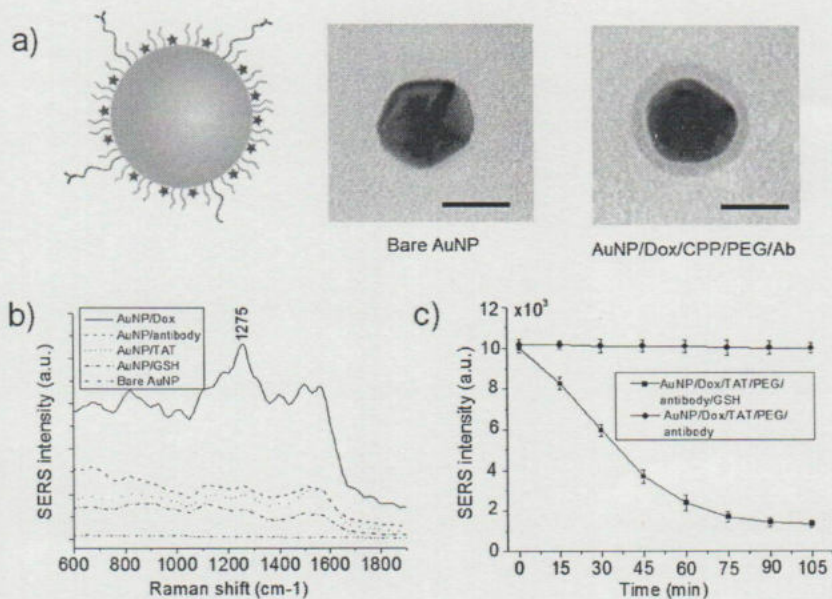 a)
Bare AuNP
AuNP/Dox/CPP/PEG/Ab
b)
AuNP/Dox
AuNP/antibody
AuNP/TAT
AuNP/GSH
Bare AuNP
1275
SERS intensity (a.u.)
600 800 1000 1200 1400 1600 1800
Raman shift (cm-1)
c)
x10³
12
10
8
6
4
2
0
SERS intensity (a.u.)
AuNP/Dox/TAT/PEG/
antibody/GSH
AuNP/Dox/TAT/PEG/
antibody
0 15 30 45 60 75 90 105
Time (min)